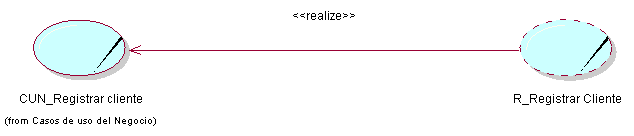 <<realize>>
CUN_Registrar cliente
R_Registrar Cliente
(from Casos de uso del Negocio)